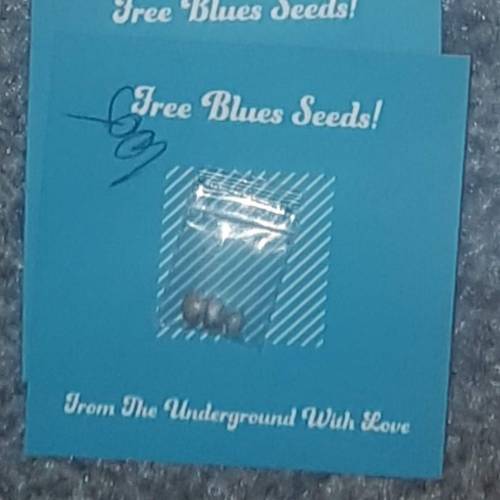 Free Blues Seeds!
Free Blues Seeds!
From The Underground With Love